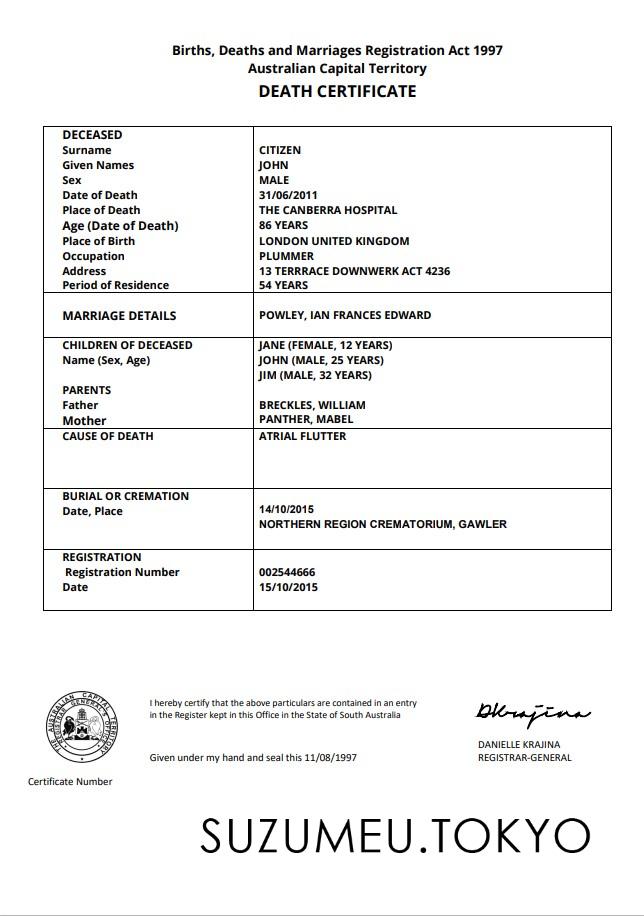 Births, Deaths and Marriages Registration Act 1997
Australian Capital Territory
DEATH CERTIFICATE
DECEASED
Surname CITIZEN
Given Names JOHN
Sex MALE
Date of Death 31/06/2011
Place of Death THE CANBERRA HOSPITAL
Age (Date of Death) 86 YEARS
Place of Birth LONDON UNITED KINGDOM
Occupation PLUMMER
Address 13 TERRRACE DOWNWERK ACT 4236
Period of Residence 54 YEARS
MARRIAGE DETAILS POWLEY, IAN FRANCES EDWARD
CHILDREN OF DECEASED JANE (FEMALE, 12 YEARS)
Name (Sex, Age) JOHN (MALE, 25 YEARS)
JIM (MALE, 32 YEARS)
PARENTS
Father BRECKLES, WILLIAM
Mother PANTHER, MABEL
CAUSE OF DEATH ATRIAL FLUTTER
BURIAL OR CREMATION
Date, Place 14/10/2015
NORTHERN REGION CREMATORIUM, GAWLER
REGISTRATION
Registration Number 002544666
Date 15/10/2015
AUSTRALIAN CAPITAL TERRITORY
THE REGISTRAR GENERAL'S OFFICE
I hereby certify that the above particulars are contained in an entry
in the Register kept in this Office in the State of South Australia
Given under my hand and seal this 11/08/1997
DKrajina
DANIELLE KRAJINA
REGISTRAR-GENERAL
Certificate Number
SUZUMEU.TOKYO